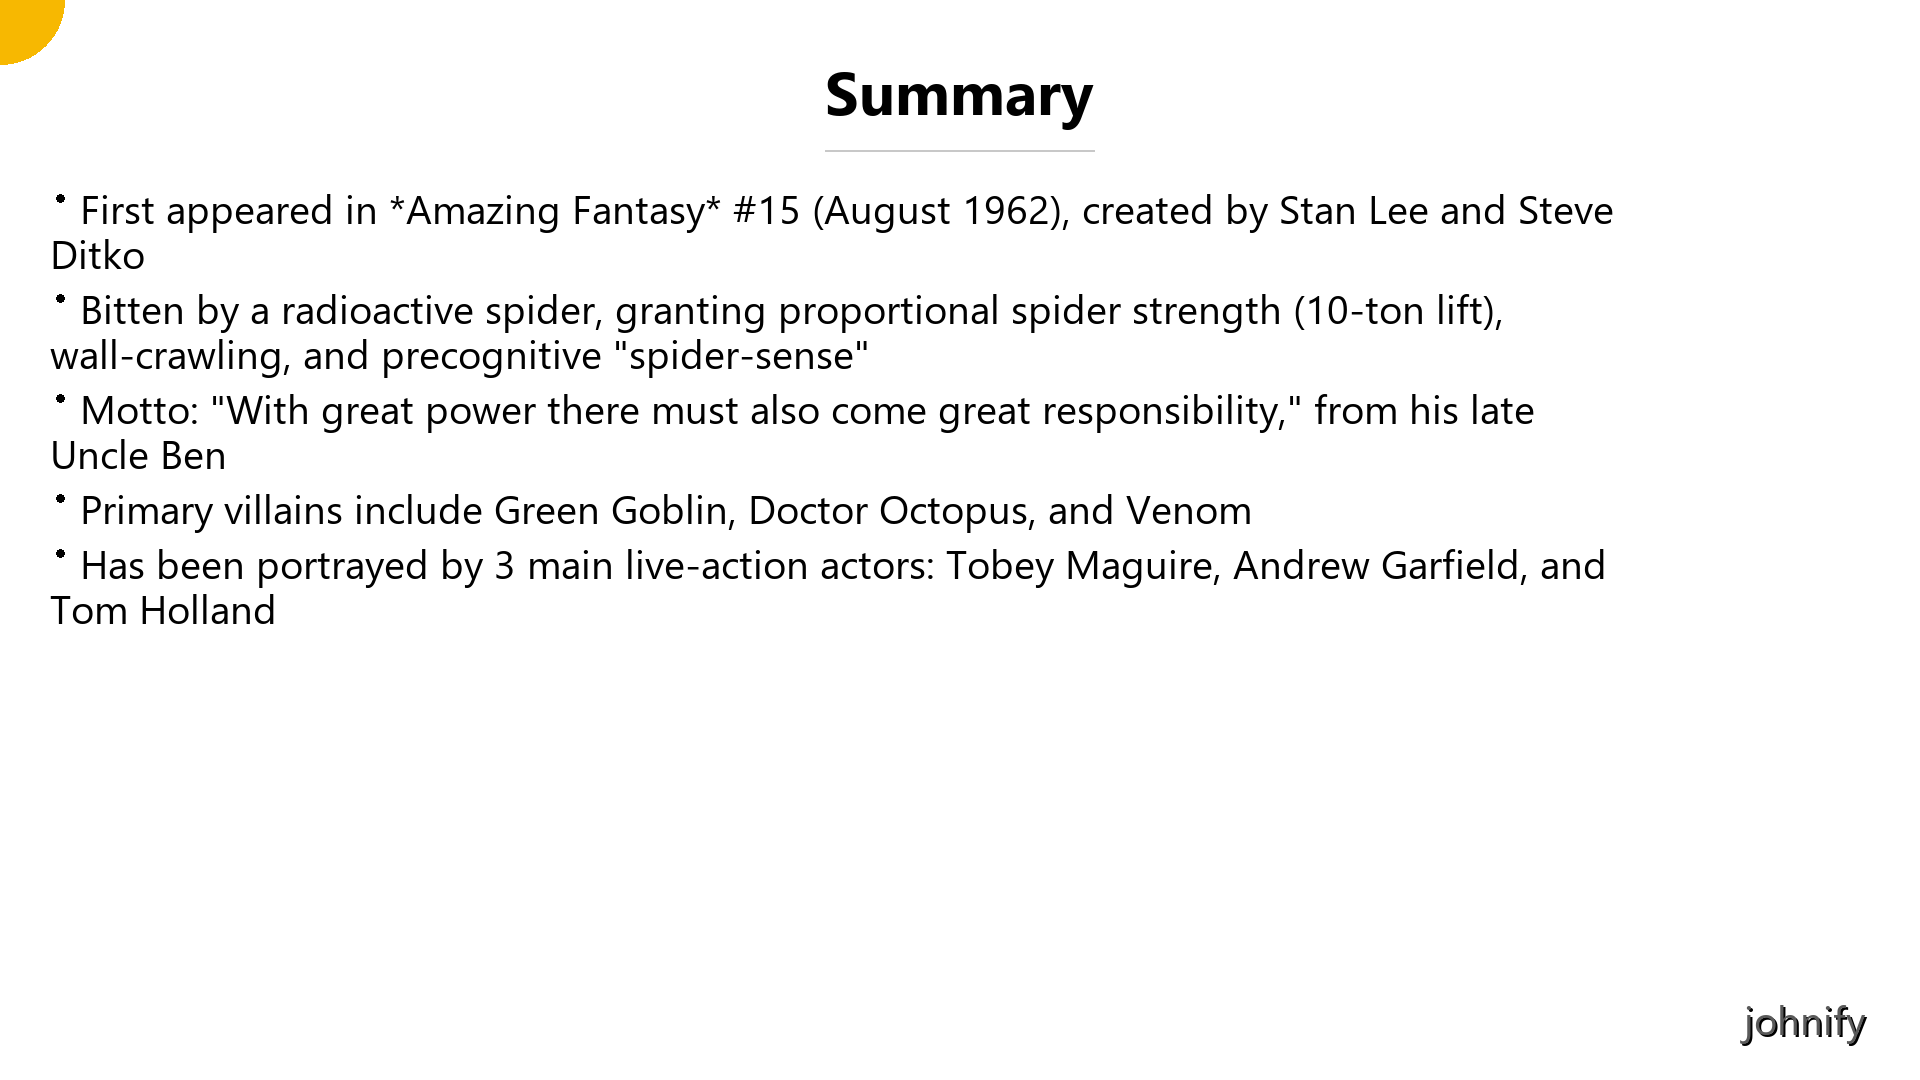 Summary
• First appeared in *Amazing Fantasy* #15 (August 1962), created by Stan Lee and Steve
Ditko
• Bitten by a radioactive spider, granting proportional spider strength (10-ton lift),
wall-crawling, and precognitive "spider-sense"
• Motto: "With great power there must also come great responsibility," from his late
Uncle Ben
• Primary villains include Green Goblin, Doctor Octopus, and Venom
• Has been portrayed by 3 main live-action actors: Tobey Maguire, Andrew Garfield, and
Tom Holland
johnify